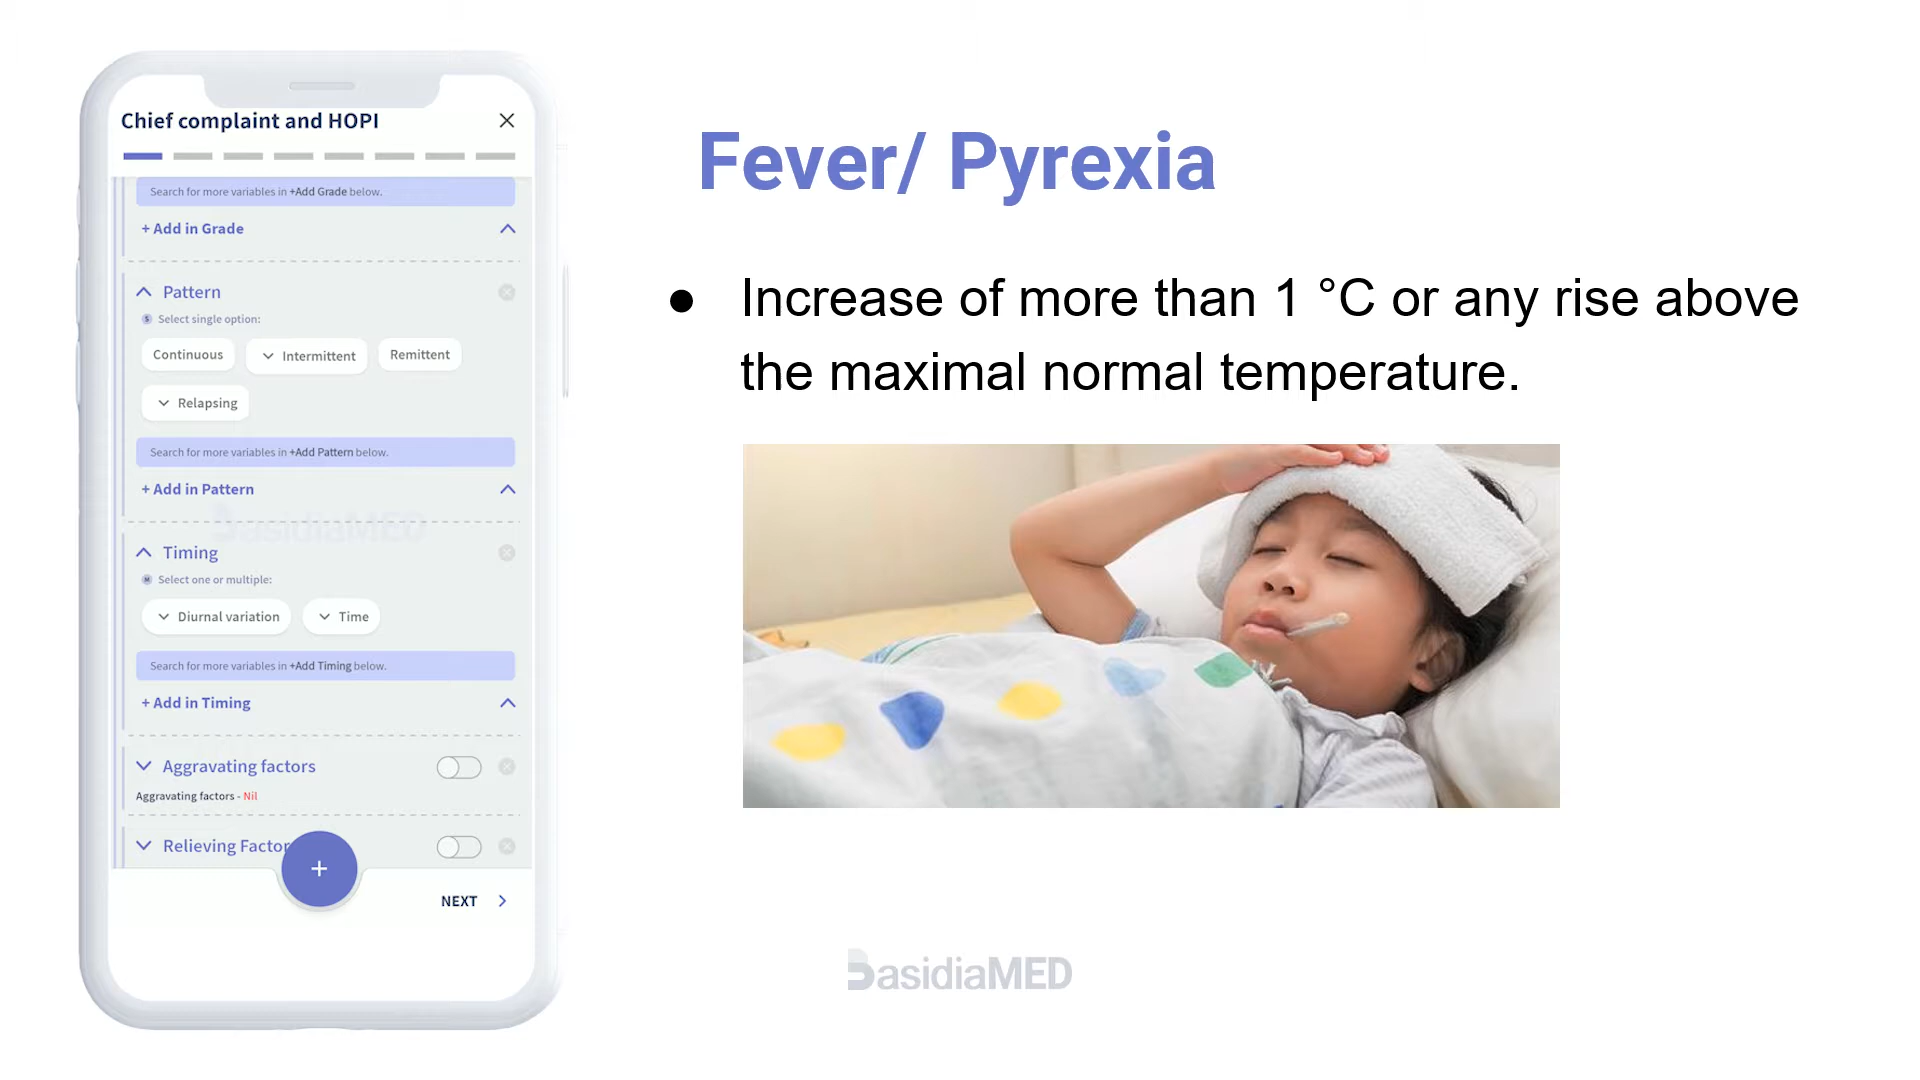 Chief complaint and HOPI
Search for more variables in +Add Grade below.
+ Add in Grade
Pattern
S Select single option:
Continuous
Intermittent
Remittent
Relapsing
Search for more variables in +Add Pattern below.
+ Add in Pattern
BasidiaMED
Timing
M Select one or multiple:
Diurnal variation
Time
Search for more variables in +Add Timing below.
+ Add in Timing
Aggravating factors
Aggravating factors - Nil
Relieving Factor
+
NEXT
Fever/ Pyrexia
● Increase of more than 1 °C or any rise above
the maximal normal temperature.
BasidiaMED